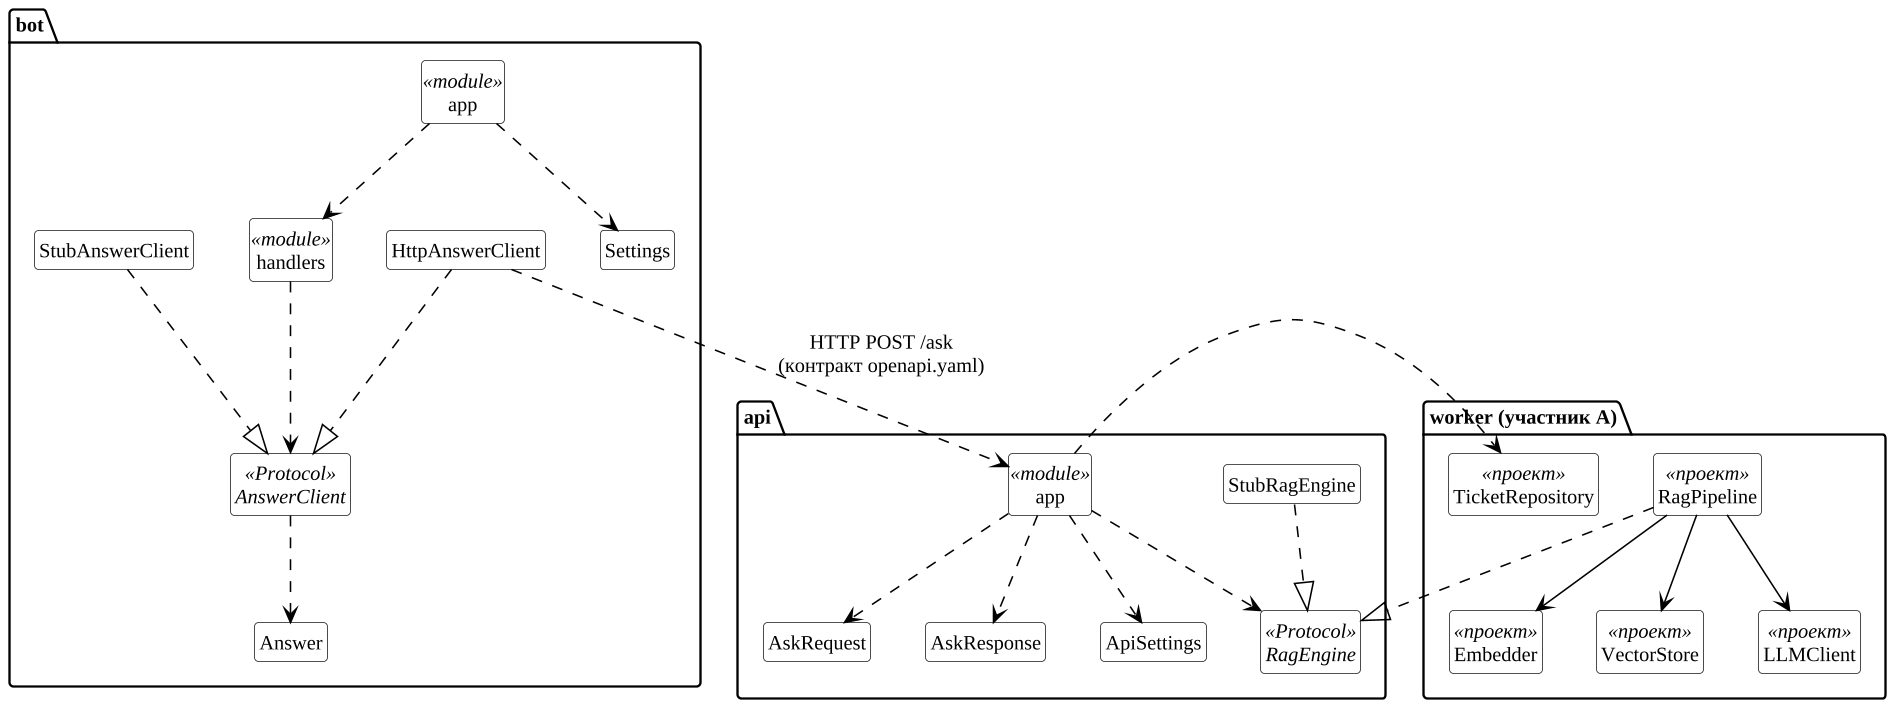 bot
«module»
app
StubAnswerClient
«module»
handlers
HttpAnswerClient
Settings
HTTP POST /ask
(контракт openapi.yaml)
«Protocol»
AnswerClient
Answer
api
«module»
app
StubRagEngine
AskRequest
AskResponse
ApiSettings
«Protocol»
RagEngine
worker (участник A)
«проект»
TicketRepository
«проект»
RagPipeline
«проект»
Embedder
«проект»
VectorStore
«проект»
LLMClient